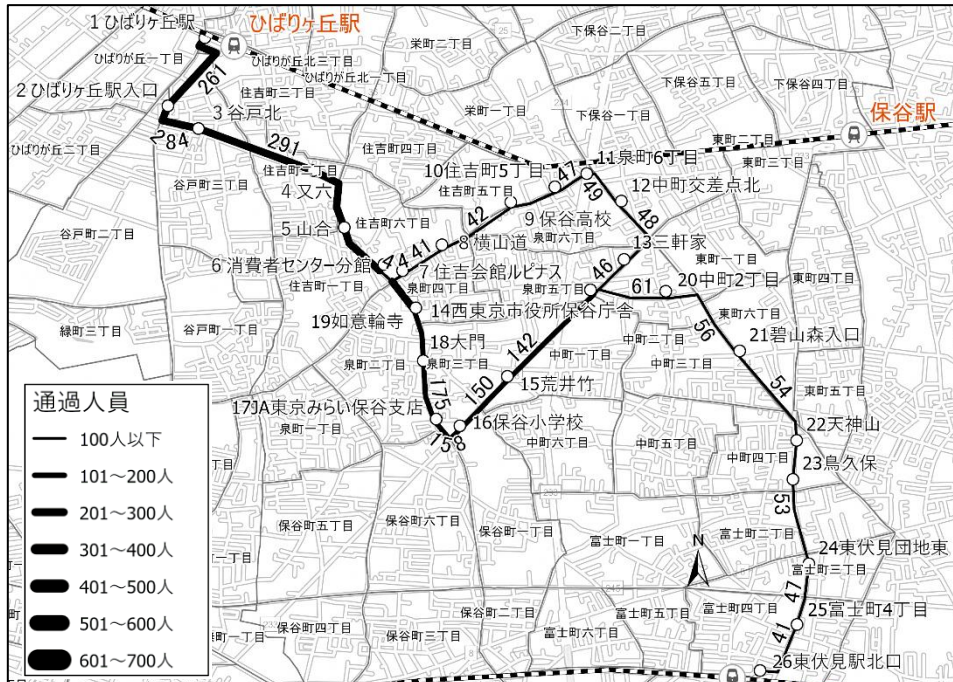 1ひばりヶ丘駅
ひばりヶ丘駅
ひばりが丘一丁目
ひばりが丘北三丁目
ひばりが丘北一丁目
栄町二丁目
下保谷二丁目
下保谷五丁目
下保谷四丁目
住吉町三丁目
261
2ひばりヶ丘駅入口
3谷戸北
284
291
栄町一丁目
下保谷一丁目
保谷駅
ひばりが丘二丁目
住吉町四丁目
東町二丁目
東町三丁目
谷戸町三丁目
住吉町二丁目
4又六
10住吉町5丁目
47
11泉町6丁目
住吉町五丁目
49
12中町交差点北
48
谷戸町二丁目
5山合
住吉町六丁目
42
9保谷高校
泉町六丁目
41
8横山道
13三軒家
東町一丁目
6消費者センター分館
44
7住吉会館ルピナス
住吉町一丁目
泉町四丁目
泉町五丁目
46
61
20中町2丁目
東町四丁目
緑町三丁目
谷戸町一丁目
19如意輪寺
14西東京市役所保谷庁舎
東町六丁目
56
21碧山森入口
18大門
泉町二丁目
泉町三丁目
142
中町一丁目
中町二丁目
中町三丁目
150
15荒井竹
54
東町五丁目
175
17JA東京みらい保谷支店
泉町一丁目
158
16保谷小学校
中町六丁目
中町五丁目
中町四丁目
22天神山
23鳥久保
53
保谷町五丁目
保谷町六丁目
保谷町一丁目
富士町一丁目
富士町二丁目
N
24東伏見団地東
富士町三丁目
47
保谷町二丁目
保谷町三丁目
富士町五丁目
富士町四丁目
25富士町4丁目
富士町六丁目
41
26東伏見駅北口
通過人員
100人以下
101～200人
201～300人
301～400人
401～500人
501～600人
601～700人